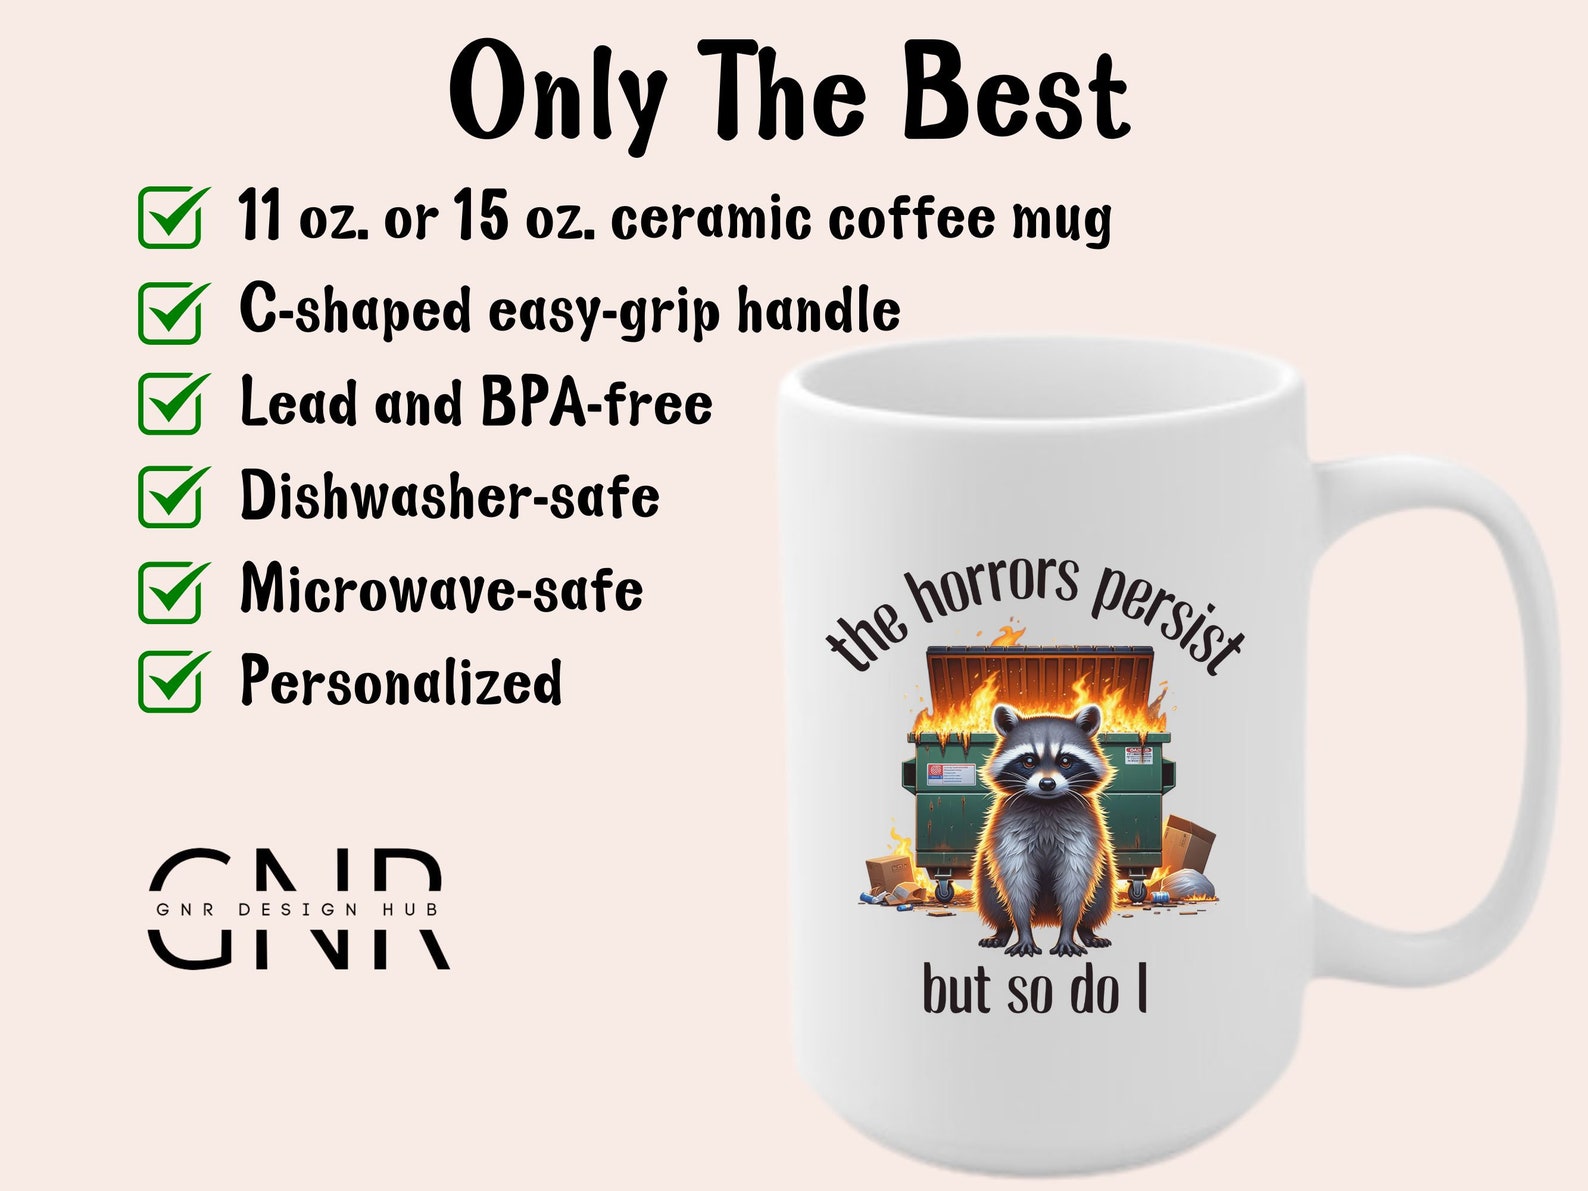 Only The Best
11 oz. or 15 oz. ceramic coffee mug
C-shaped easy-grip handle
Lead and BPA-free
Dishwasher-safe
Microwave-safe
Personalized
the horrors persist
but so do I
GNR
GNR DESIGN HUB